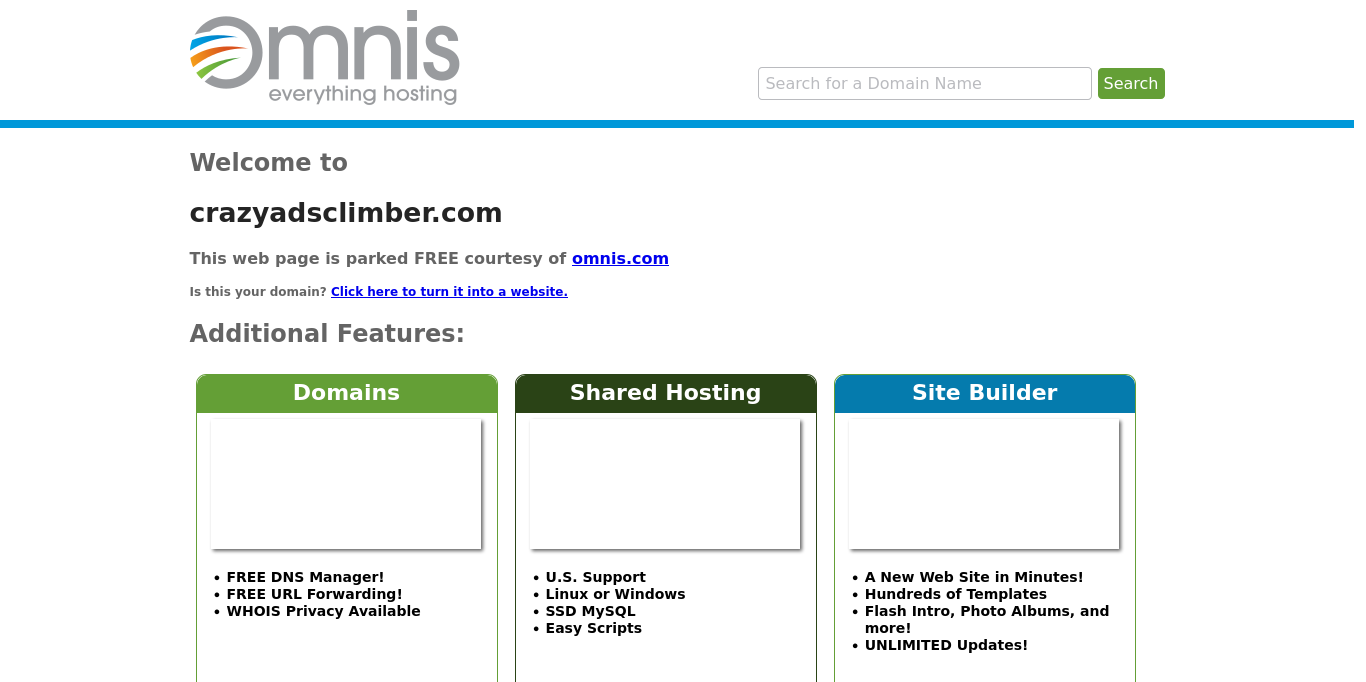 Omnis
everything hosting
Search for a Domain Name
Search
Welcome to
crazyadsclimber.com
This web page is parked FREE courtesy of omnis.com
Is this your domain? Click here to turn it into a website.
Additional Features:
Domains
FREE DNS Manager!
FREE URL Forwarding!
WHOIS Privacy Available
Shared Hosting
U.S. Support
Linux or Windows
SSD MySQL
Easy Scripts
Site Builder
A New Web Site in Minutes!
Hundreds of Templates
Flash Intro, Photo Albums, and
more!
UNLIMITED Updates!